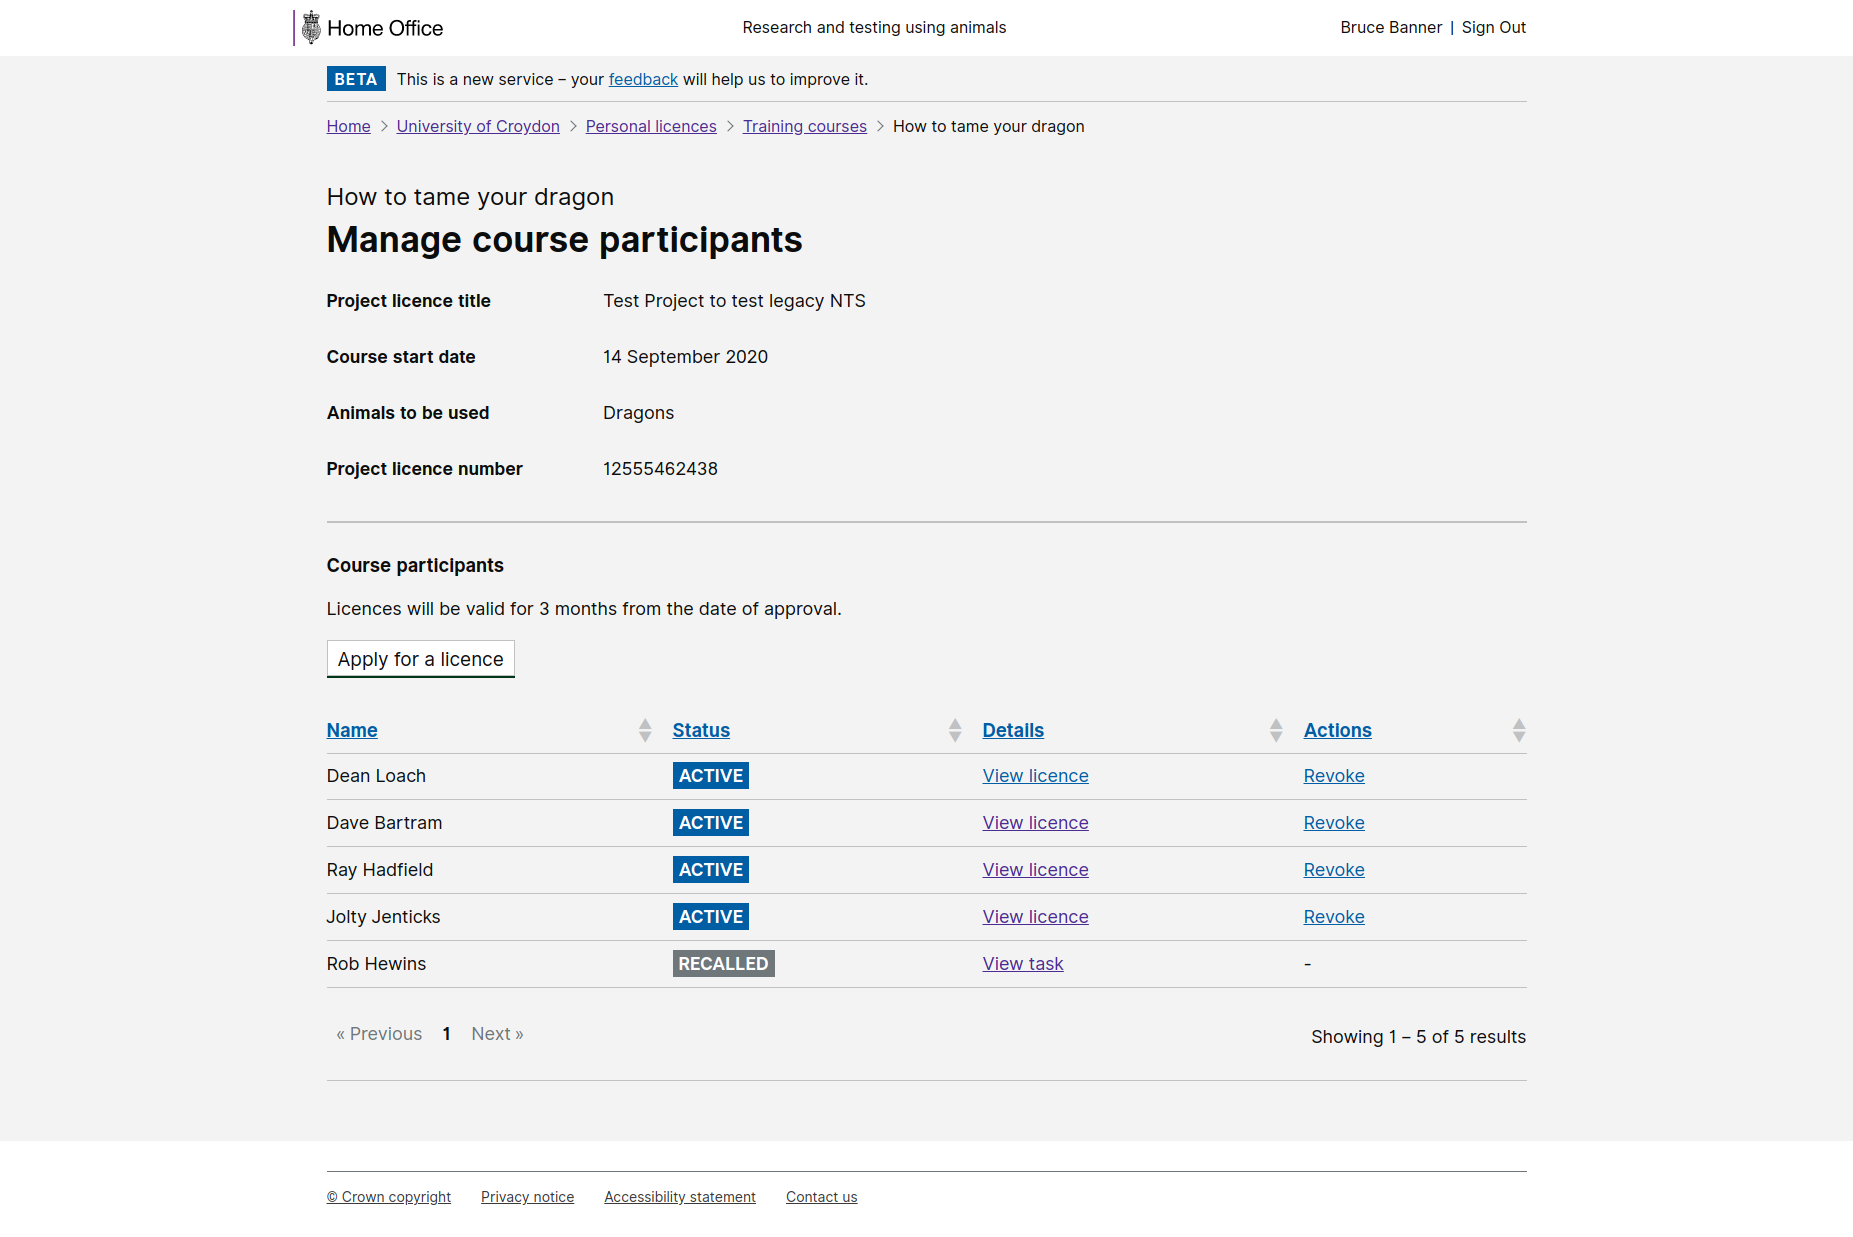 Home Office
Research and testing using animals
Bruce Banner | Sign Out
BETA This is a new service – your feedback will help us to improve it.
Home > University of Croydon > Personal licences > Training courses > How to tame your dragon
How to tame your dragon
Manage course participants
Project licence title Test Project to test legacy NTS
Course start date 14 September 2020
Animals to be used Dragons
Project licence number 12555462438
Course participants
Licences will be valid for 3 months from the date of approval.
Apply for a licence
Name Status Details Actions
Dean Loach ACTIVE View licence Revoke
Dave Bartram ACTIVE View licence Revoke
Ray Hadfield ACTIVE View licence Revoke
Jolty Jenticks ACTIVE View licence Revoke
Rob Hewins RECALLED View task -
« Previous 1 Next »
Showing 1 – 5 of 5 results
© Crown copyright Privacy notice Accessibility statement Contact us